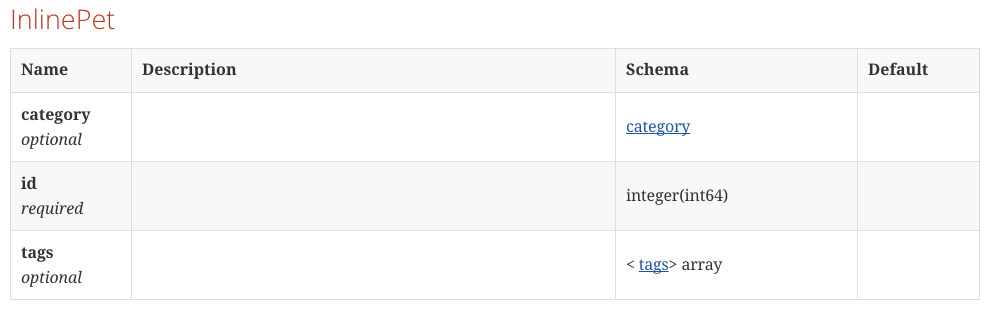 InlinePet
Name Description Schema Default
category
optional
category
id
required
integer(int64)
tags
optional
< tags> array